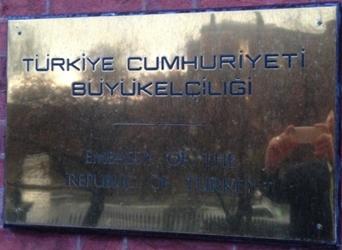 TÜRKİYE CUMHURİYETİ
BÜYÜKELÇİLİĞİ
EMBASSY OF THE
REPUBLIC OF TURKEY